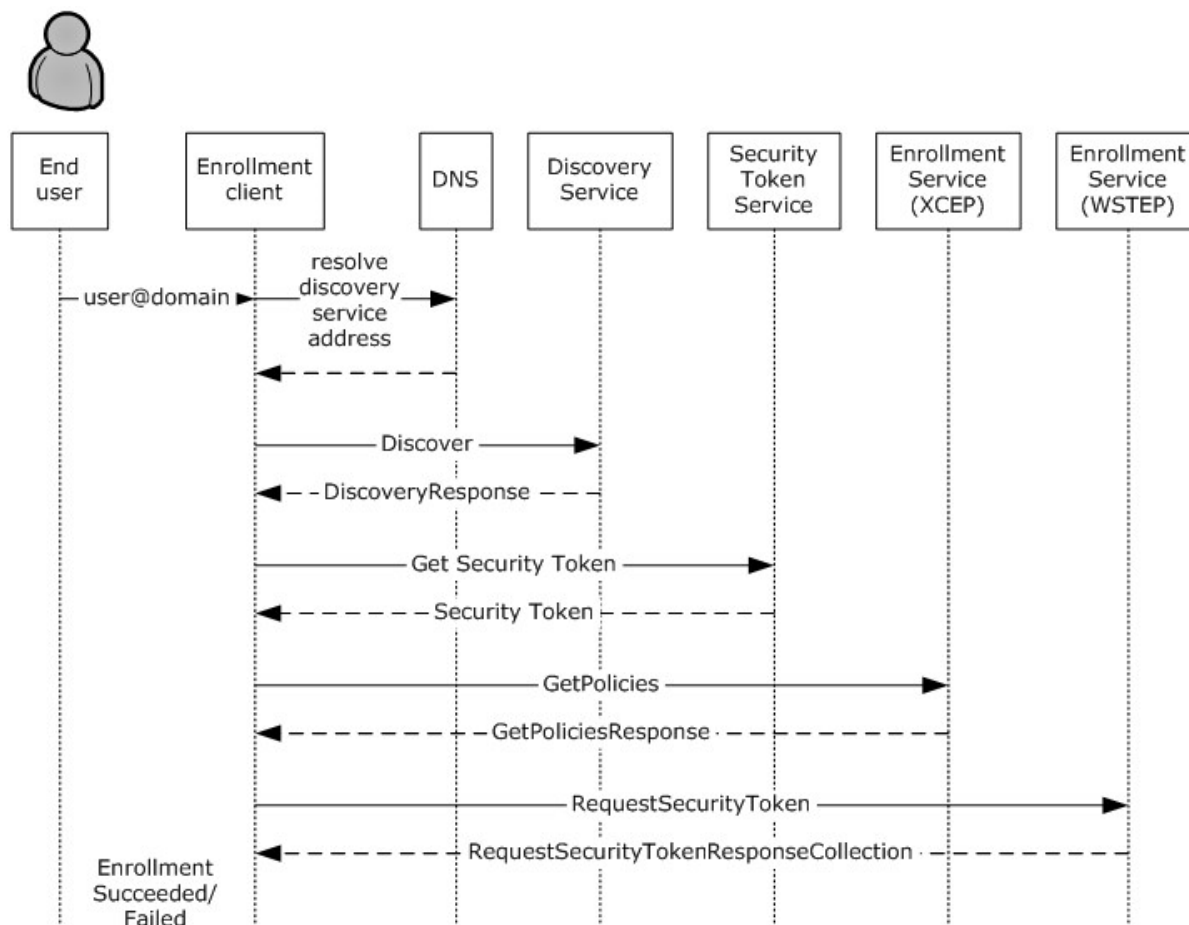 End
user
Enrollment
client
DNS
Discovery
Service
Security
Token
Service
Enrollment
Service
(XCEP)
Enrollment
Service
(WSTEP)
user@domain
resolve
discovery
service
address
Discover
DiscoveryResponse
Get Security Token
Security Token
GetPolicies
GetPoliciesResponse
RequestSecurityToken
RequestSecurityTokenResponseCollection
Enrollment
Succeeded/
Failed